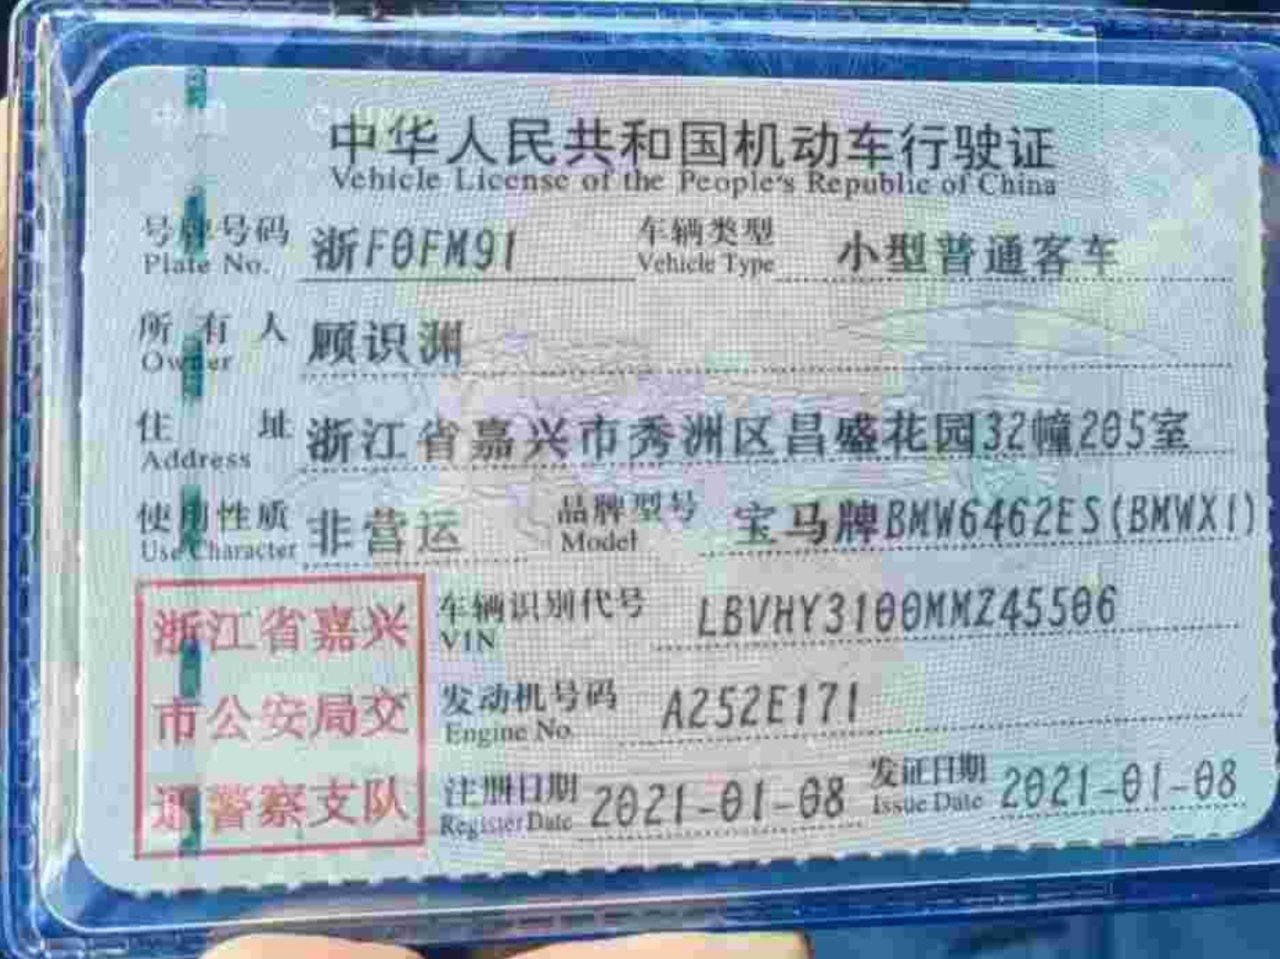 中华人民共和国机动车行驶证
Vehicle License of the People's Republic of China
号牌号码 浙F0FM91 车辆类型 小型普通客车
Plate No. Vehicle Type
所有人 顾识洲
Owner
住址 浙江省嘉兴市秀洲区昌盛花园32幢205室
Address
使用性质 非营运 品牌型号 宝马牌BMW6462ES(BMWX1)
Use Character Model
浙江省嘉兴
市公安局交
通警察支队
车辆识别代号 LBVHY3100MMZ45506
VIN
发动机号码 A252E171
Engine No.
注册日期 2021-01-08 发证日期 2021-01-08
Register Date Issue Date